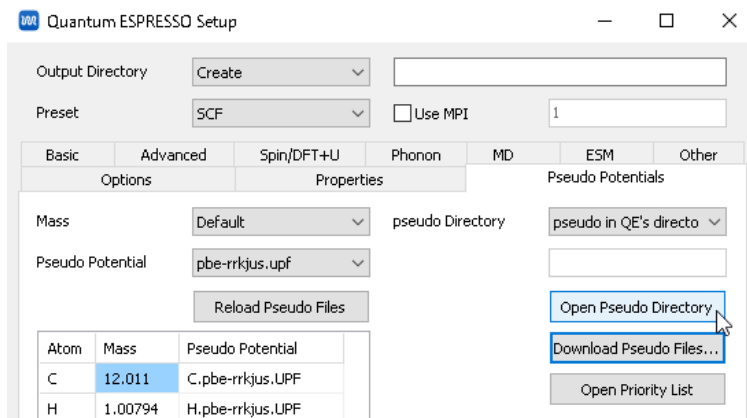 Quantum ESPRESSO Setup
Output Directory Create
Preset SCF Use MPI 1
Basic Advanced Spin/DFT+U Phonon MD ESM Other
Options Properties Pseudo Potentials
Mass Default pseudo Directory pseudo in QE's directo
Pseudo Potential pbe-rrkjus.upf
Reload Pseudo Files Open Pseudo Directory
Download Pseudo Files...
Atom Mass Pseudo Potential
C 12.011 C.pbe-rrkjus.UPF
Open Priority List
H 1.00794 H.pbe-rrkjus.UPF